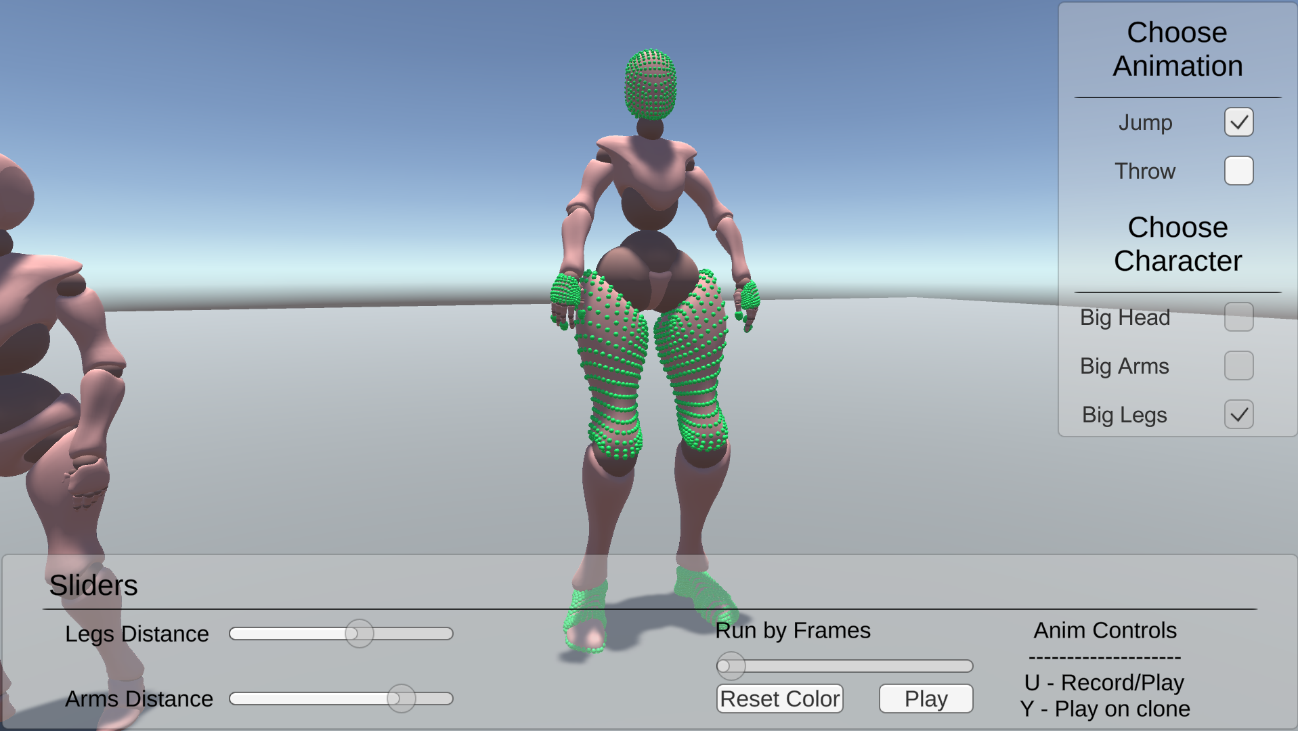 Choose
Animation
Jump
Throw
Choose
Character
Big Head
Big Arms
Big Legs
Sliders
Legs Distance
Arms Distance
Run by Frames
Reset Color
Play
Anim Controls
--------------------
U - Record/Play
Y - Play on clone